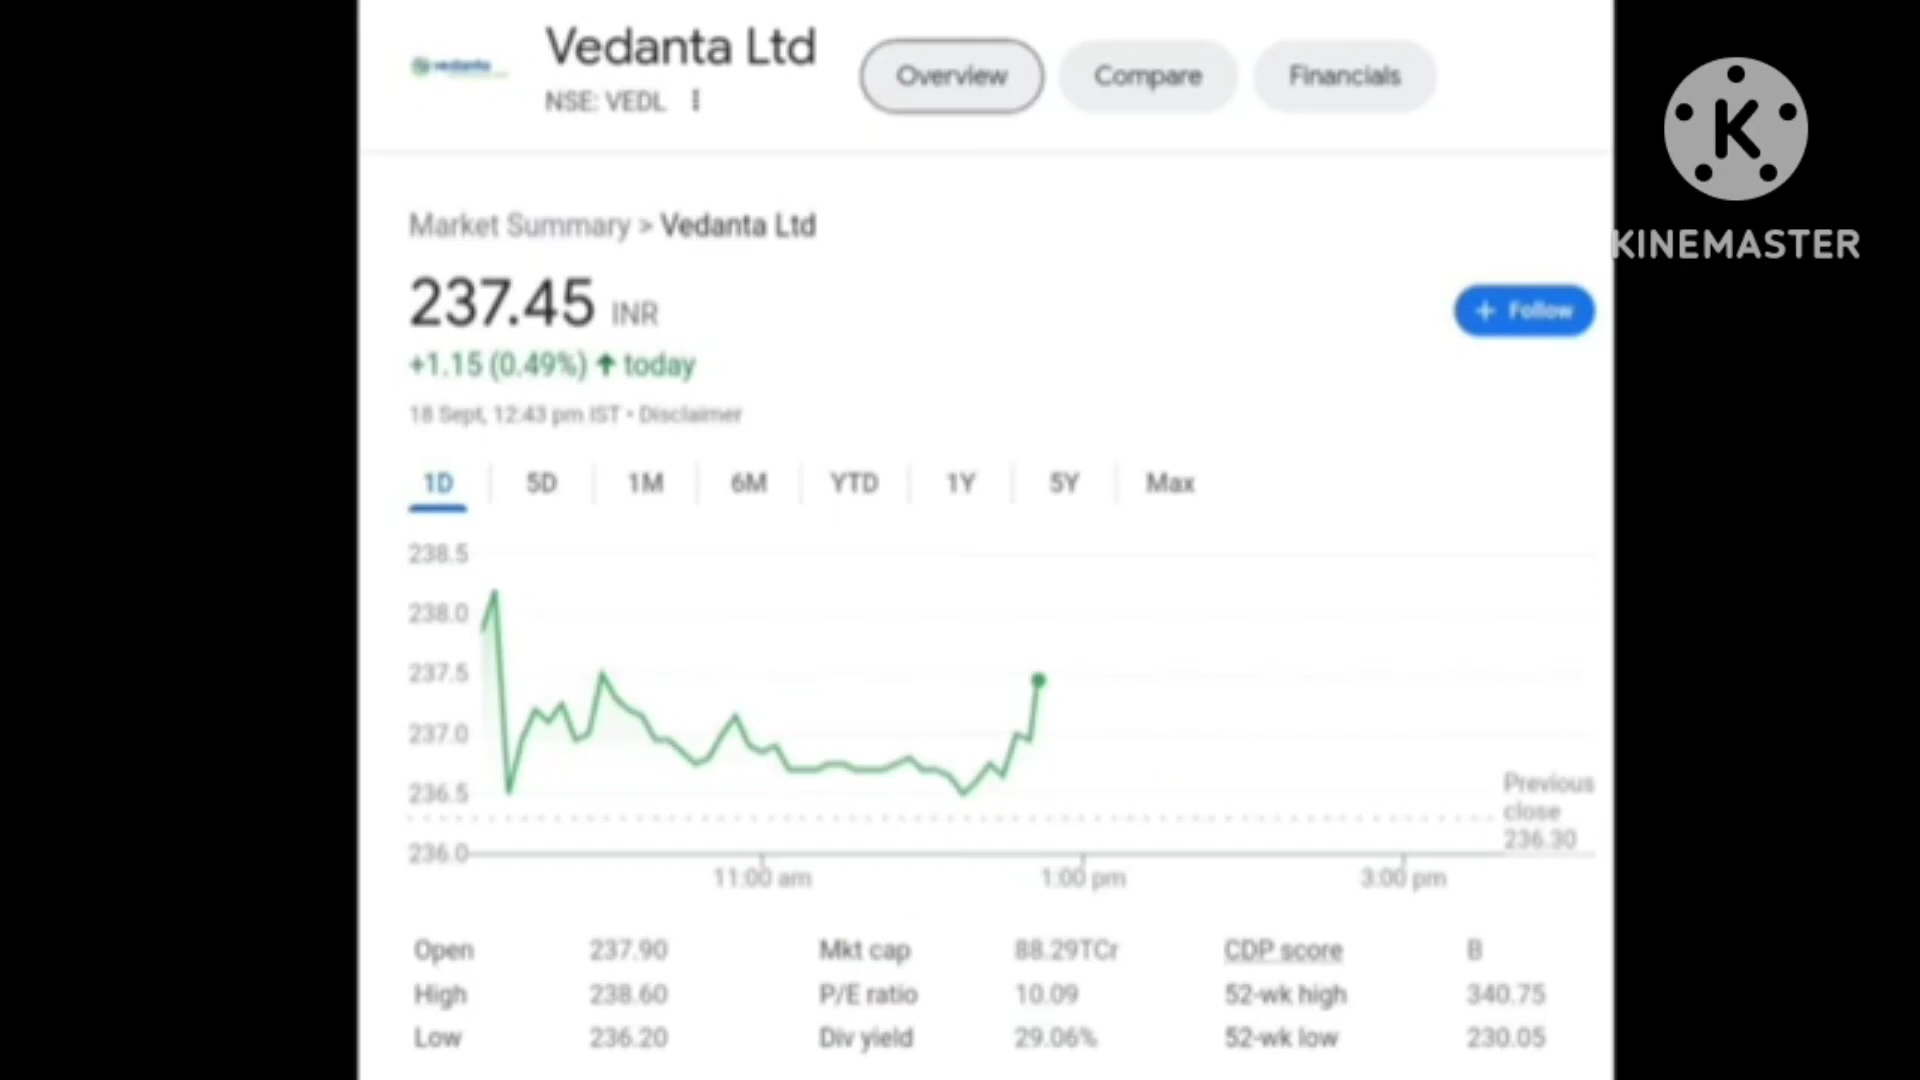 vedanta
Vedanta Ltd
NSE: VEDL
Overview
Compare
Financials
K
KINEMASTER
Market Summary > Vedanta Ltd
237.45 INR
+ Follow
+1.15 (0.49%) ↑ today
18 Sept, 12:43 pm IST • Disclaimer
1D 5D 1M 6M YTD 1Y 5Y Max
238.5
238.0
237.5
237.0
236.5
236.0
Previous
close
236.30
11:00 am 1:00 pm 3:00 pm
Open 237.90 Mkt cap 88.29TCr CDP score B
High 238.60 P/E ratio 10.09 52-wk high 340.75
Low 236.20 Div yield 29.06% 52-wk low 230.05